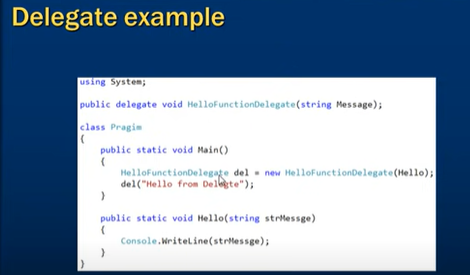 Delegate example
using System;
public delegate void HelloFunctionDelegate(string Message);
class Pragim
{
public static void Main()
{
HelloFunctionDelegate del = new HelloFunctionDelegate(Hello);
del("Hello from Delegte");
}
public static void Hello(string strMessge)
{
Console.WriteLine(strMessge);
}
}